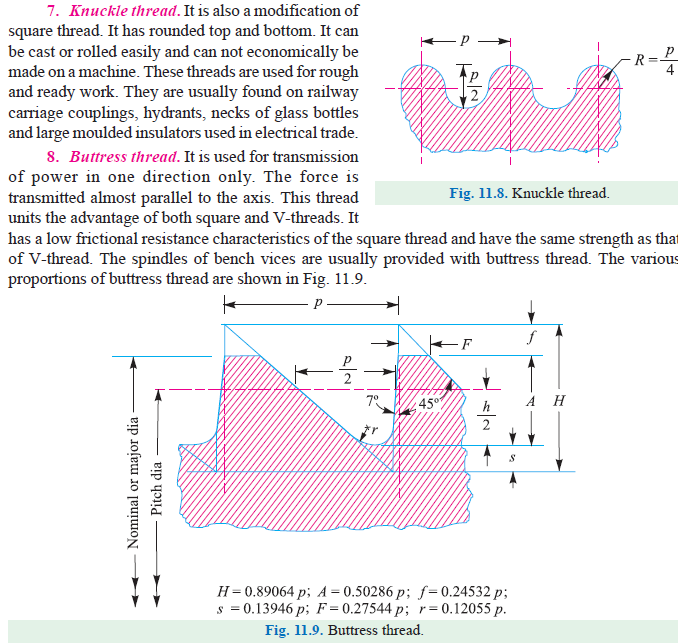 7. Knuckle thread. It is also a modification of
square thread. It has rounded top and bottom. It can
be cast or rolled easily and can not economically be
made on a machine. These threads are used for rough
and ready work. They are usually found on railway
carriage couplings, hydrants, necks of glass bottles
and large moulded insulators used in electrical trade.
p
p/2
R = p/4
Fig. 11.8. Knuckle thread.
8. Buttress thread. It is used for transmission
of power in one direction only. The force is
transmitted almost parallel to the axis. This thread
units the advantage of both square and V-threads. It
has a low frictional resistance characteristics of the square thread and have the same strength as that
of V-thread. The spindles of bench vices are usually provided with buttress thread. The various
proportions of buttress thread are shown in Fig. 11.9.
p
F
f
p/2
7°
45°
h/2
A
H
r
s
Nominal or major dia
Pitch dia
H = 0.89064 p; A = 0.50286 p; f = 0.24532 p;
s = 0.13946 p; F = 0.27544 p; r = 0.12055 p.
Fig. 11.9. Buttress thread.